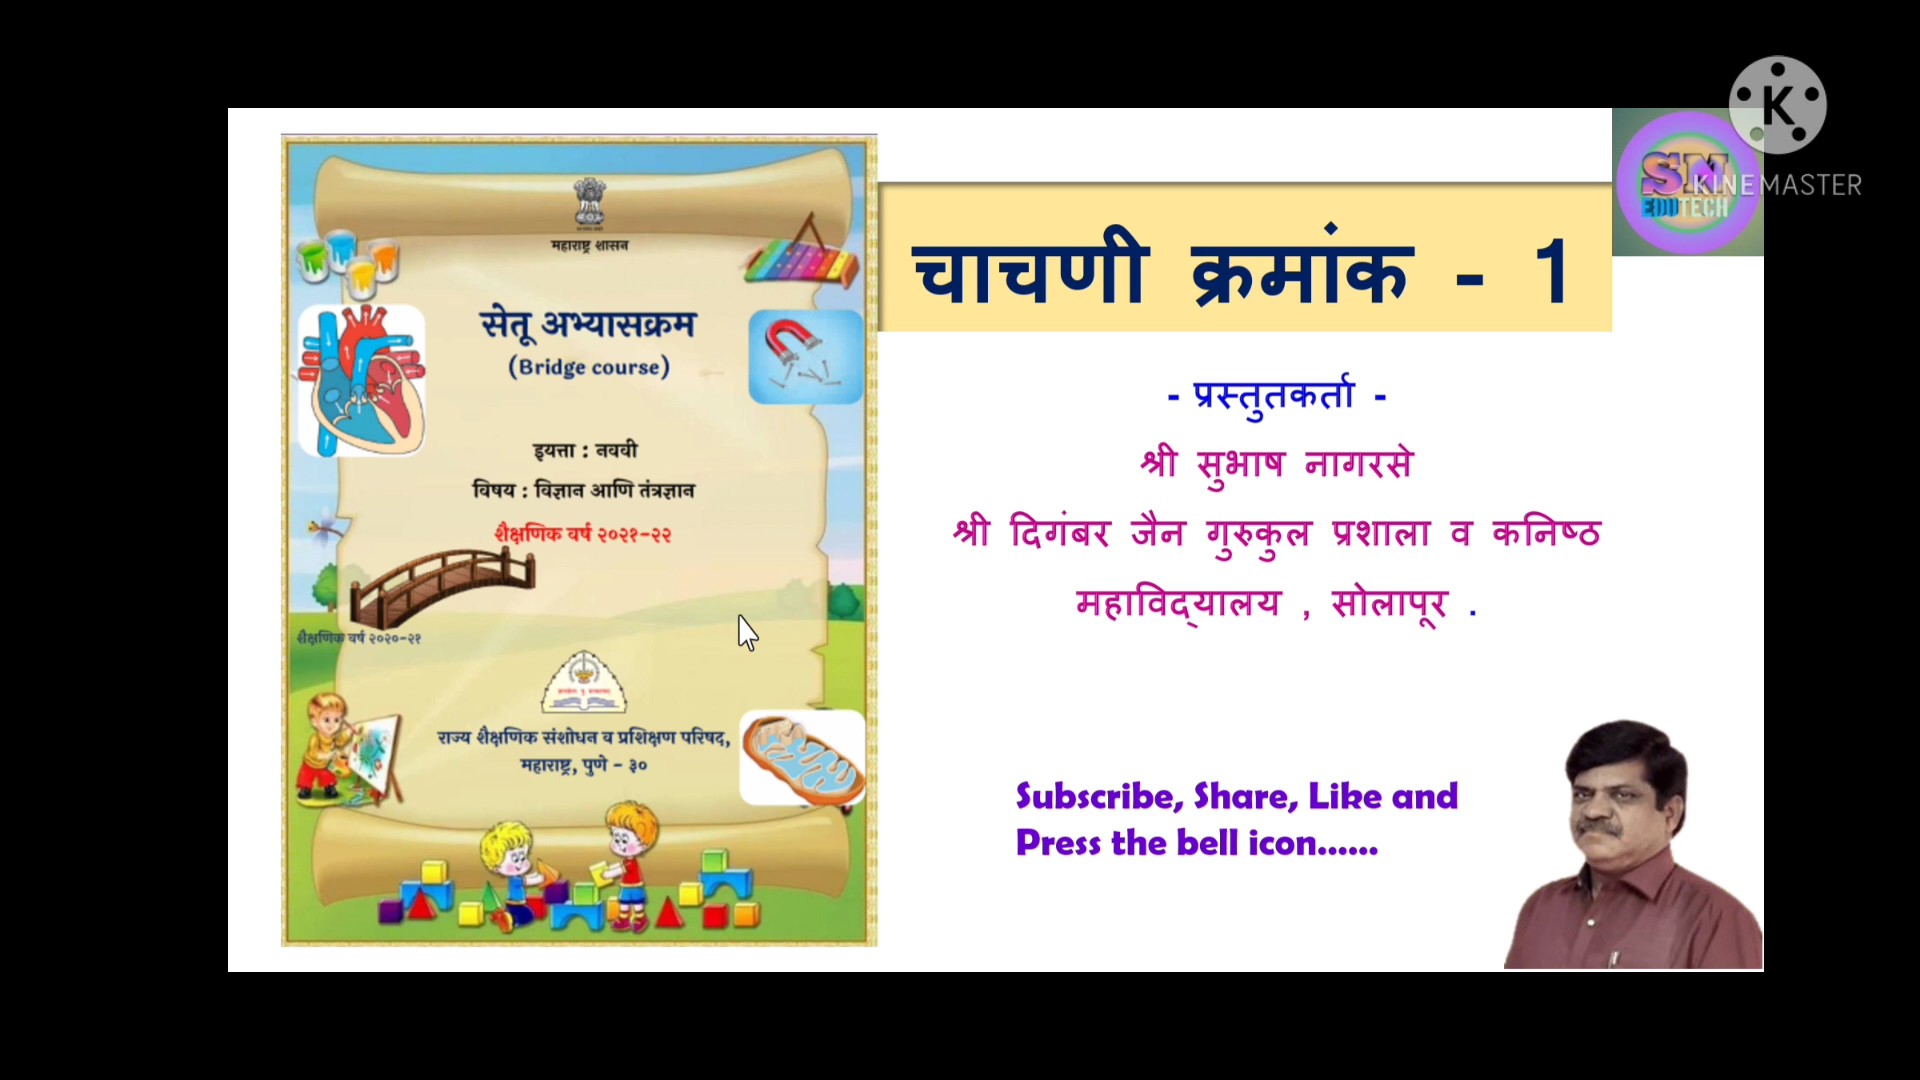 महाराष्ट्र शासन
सेतू अभ्यासक्रम
(Bridge course)
इयत्ता : नववी
विषय : विज्ञान आणि तंत्रज्ञान
शैक्षणिक वर्ष २०२१-२२
शैक्षणिक वर्ष २०२०-२१
राज्य शैक्षणिक संशोधन व प्रशिक्षण परिषद,
महाराष्ट्र, पुणे - ३०
चाचणी क्रमांक - 1
- प्रस्तुतकर्ता -
श्री सुभाष नागरसे
श्री दिगंबर जैन गुरुकुल प्रशाला व कनिष्ठ
महाविद्यालय , सोलापूर .
Subscribe, Share, Like and
Press the bell icon......
SN
EDUTECH
K
KINEMASTER